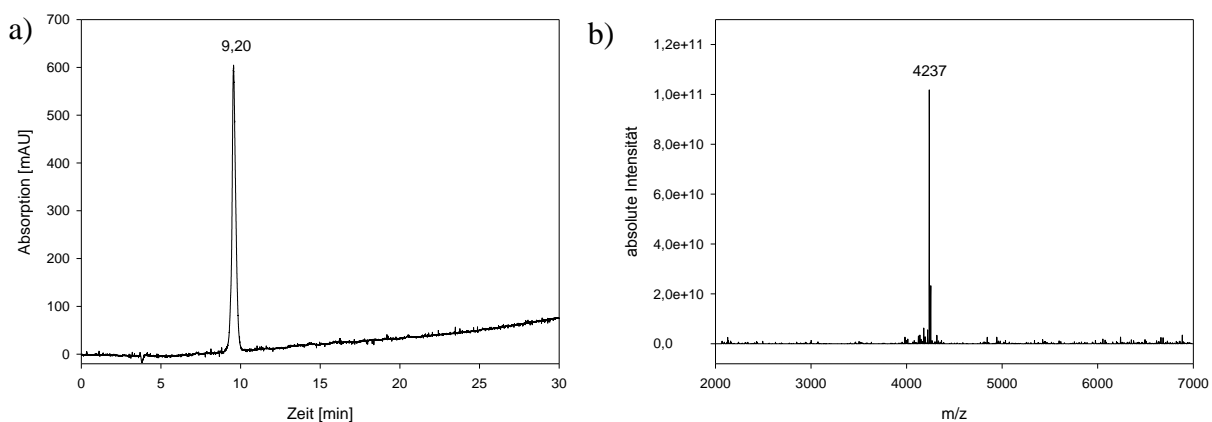 a)
9,20
700
600
500
400
300
200
100
0
Absorption [mAU]
0 5 10 15 20 25 30
Zeit [min]
b)
4237
1,2e+11
1,0e+11
8,0e+10
6,0e+10
4,0e+10
2,0e+10
0,0
absolute Intensität
2000 3000 4000 5000 6000 7000
m/z